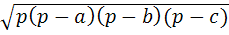 √p(p − a)(p − b)(p − c)